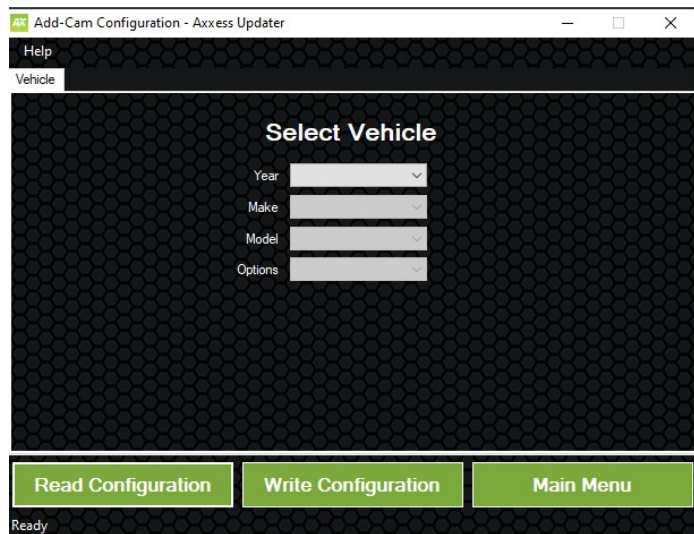 AX Add-Cam Configuration - Axxess Updater
Help
Vehicle
Select Vehicle
Year
Make
Model
Options
Read Configuration Write Configuration Main Menu
Ready